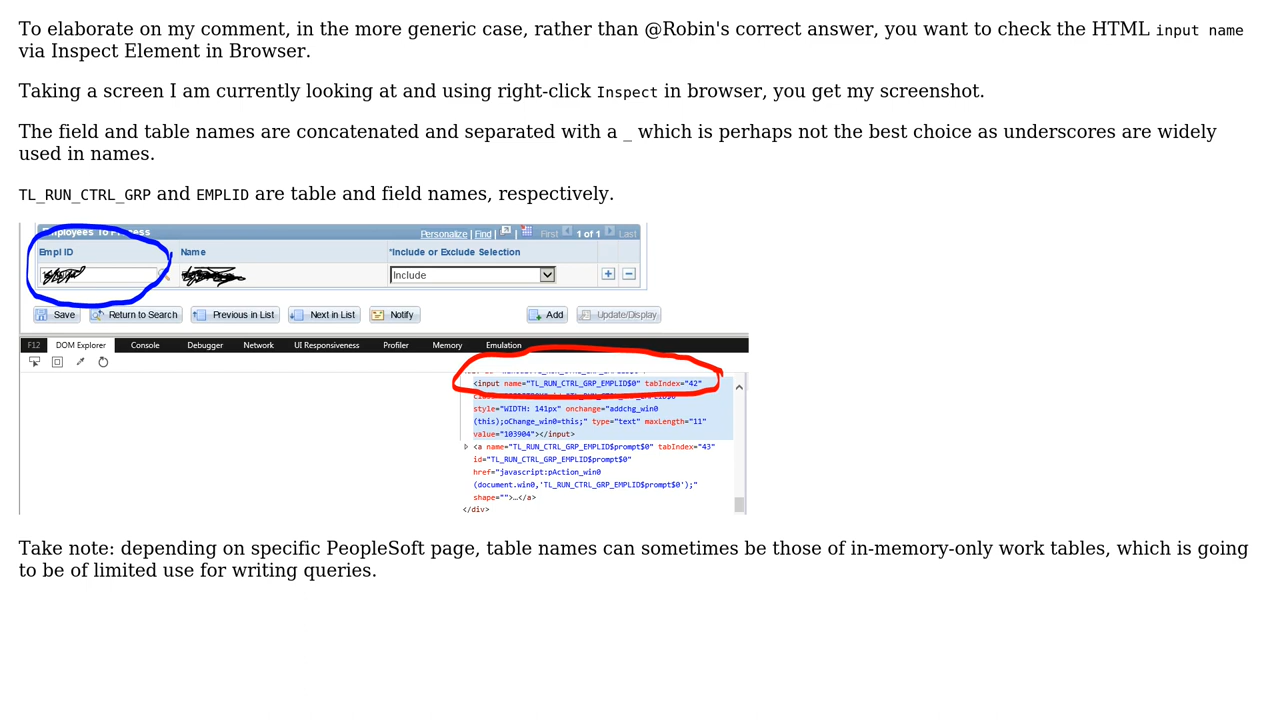 To elaborate on my comment, in the more generic case, rather than @Robin's correct answer, you want to check the HTML input name
via Inspect Element in Browser.
Taking a screen I am currently looking at and using right-click Inspect in browser, you get my screenshot.
The field and table names are concatenated and separated with a _ which is perhaps not the best choice as underscores are widely
used in names.
TL_RUN_CTRL_GRP and EMPLID are table and field names, respectively.
Employees To Process
Personalize | Find | First 1 of 1 Last
Empl ID Name *Include or Exclude Selection
Include
Save Return to Search Previous in List Next in List Notify Add Update/Display
F12 DOM Explorer Console Debugger Network UI Responsiveness Profiler Memory Emulation
<input name="TL_RUN_CTRL_GRP_EMPLID$0" tabIndex="42"
style="WIDTH: 141px" onchange="addchg_win0
(this);oChange_win0=this;" type="text" maxLength="11"
value="103904"></input>
<a name="TL_RUN_CTRL_GRP_EMPLID$prompt$0" tabIndex="43"
id="TL_RUN_CTRL_GRP_EMPLID$prompt$0"
href="javascript:pAction_win0
(document.win0,'TL_RUN_CTRL_GRP_EMPLID$prompt$0');"
shape="">…</a>
</div>
Take note: depending on specific PeopleSoft page, table names can sometimes be those of in-memory-only work tables, which is going
to be of limited use for writing queries.